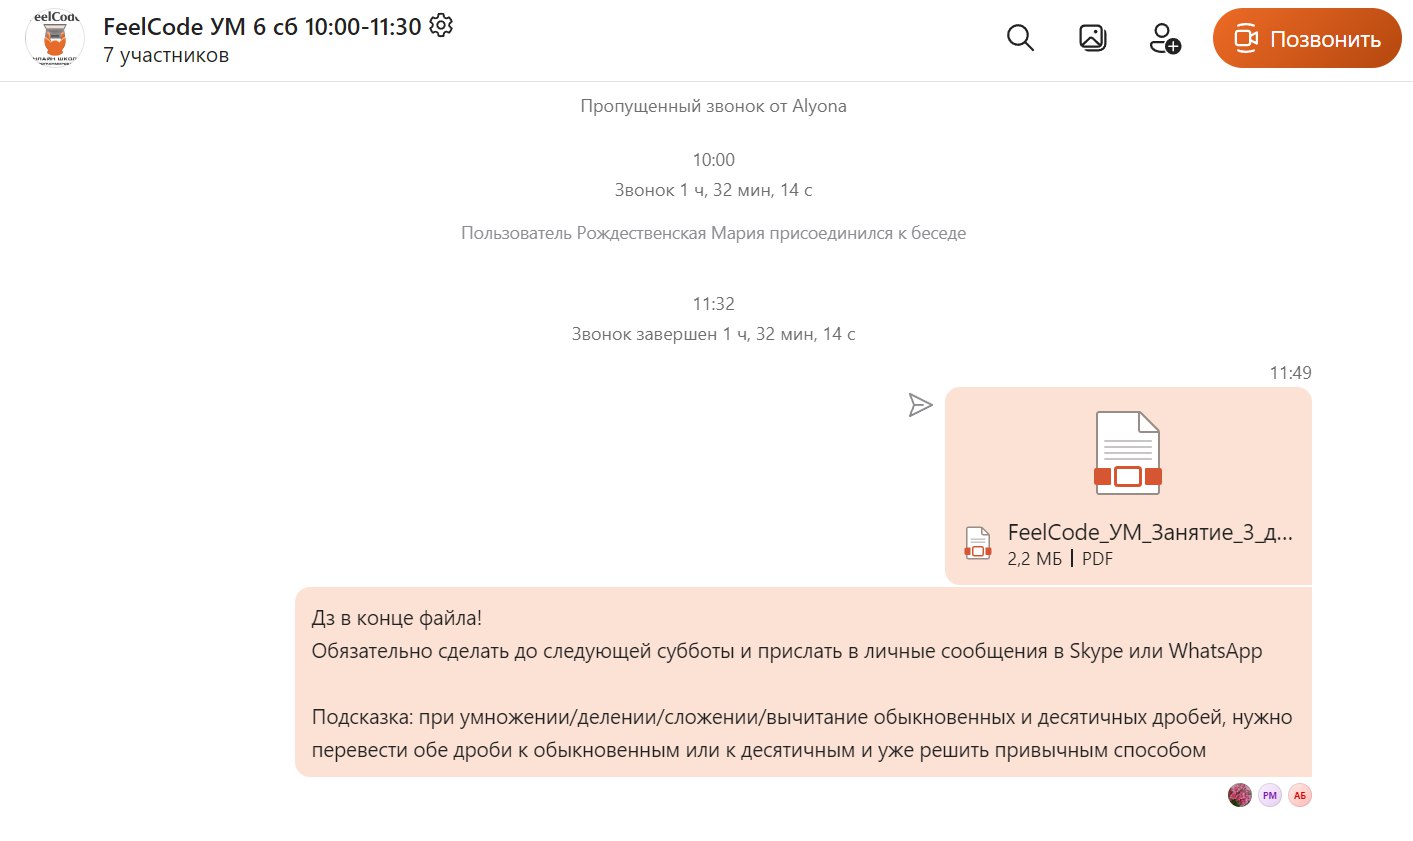 eelCod
НЛАЙН ШКОЛ
FeelCode УМ 6 сб 10:00-11:30
7 участников
Позвонить
Пропущенный звонок от Alyona
10:00
Звонок 1 ч, 32 мин, 14 с
Пользователь Рождественская Мария присоединился к беседе
11:32
Звонок завершен 1 ч, 32 мин, 14 с
11:49
FeelCode_УМ_Занятие_3_д...
2,2 МБ | PDF
Дз в конце файла!
Обязательно сделать до следующей субботы и прислать в личные сообщения в Skype или WhatsApp
Подсказка: при умножении/делении/сложении/вычитание обыкновенных и десятичных дробей, нужно
перевести обе дроби к обыкновенным или к десятичным и уже решить привычным способом
РМ
АБ